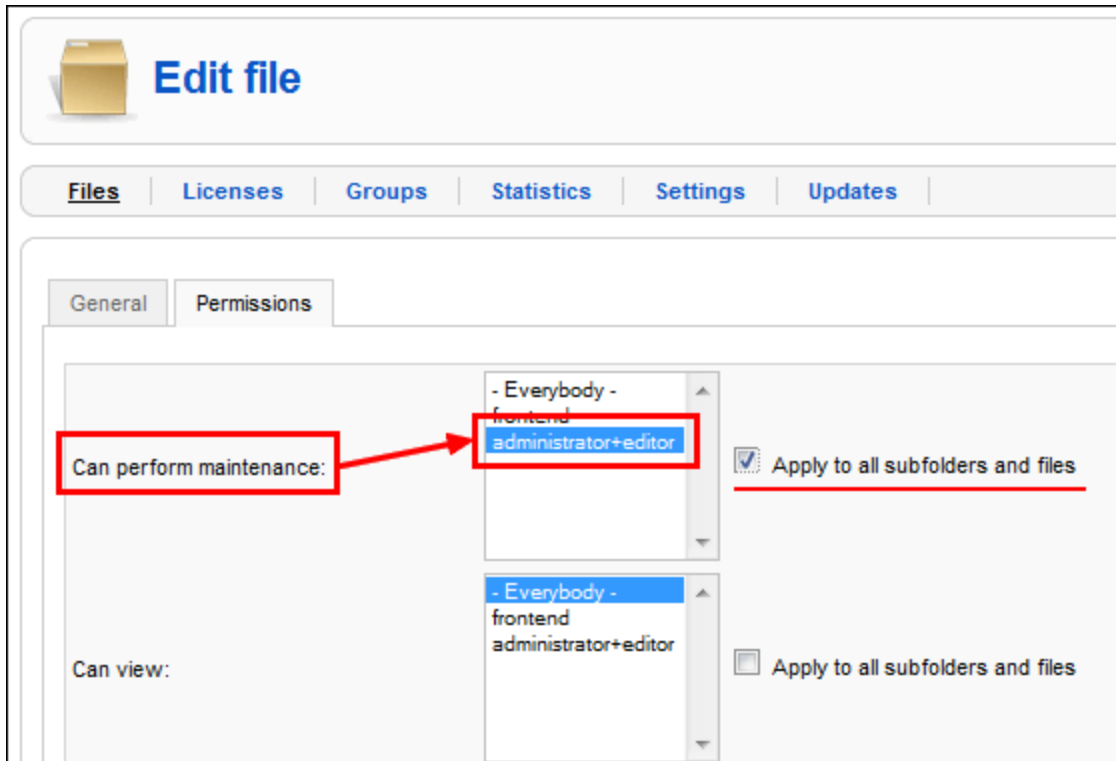 Edit file
Files Licenses Groups Statistics Settings Updates
General Permissions
- Everybody -
frontend
administrator+editor
Can perform maintenance:
Apply to all subfolders and files
- Everybody -
frontend
administrator+editor
Can view:
Apply to all subfolders and files